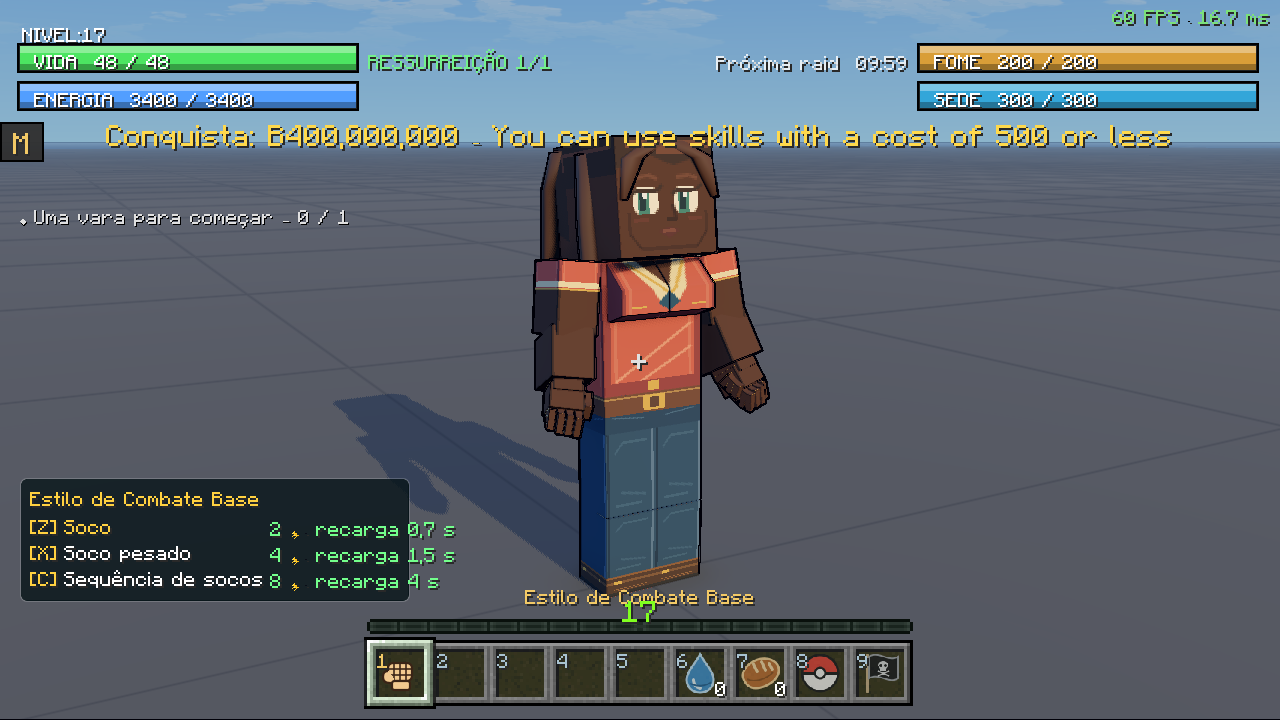 60 FPS · 16.7 ms
NIVEL:17
VIDA 48 / 48
RESSURREIÇÃO 1/1
Próxima raid 09:59
FOME 200 / 200
ENERGIA 3400 / 3400
SEDE 300 / 300
M
Conquista: B400,000,000 - You can use skills with a cost of 500 or less
Uma vara para começar - 0 / 1
Estilo de Combate Base
[Z] Soco 2 recarga 0,7 s
[X] Soco pesado 4 recarga 1,5 s
[C] Sequência de socos 8 recarga 4 s
Estilo de Combate Base
17
1 2 3 4 5 6 7 8 9
0 0